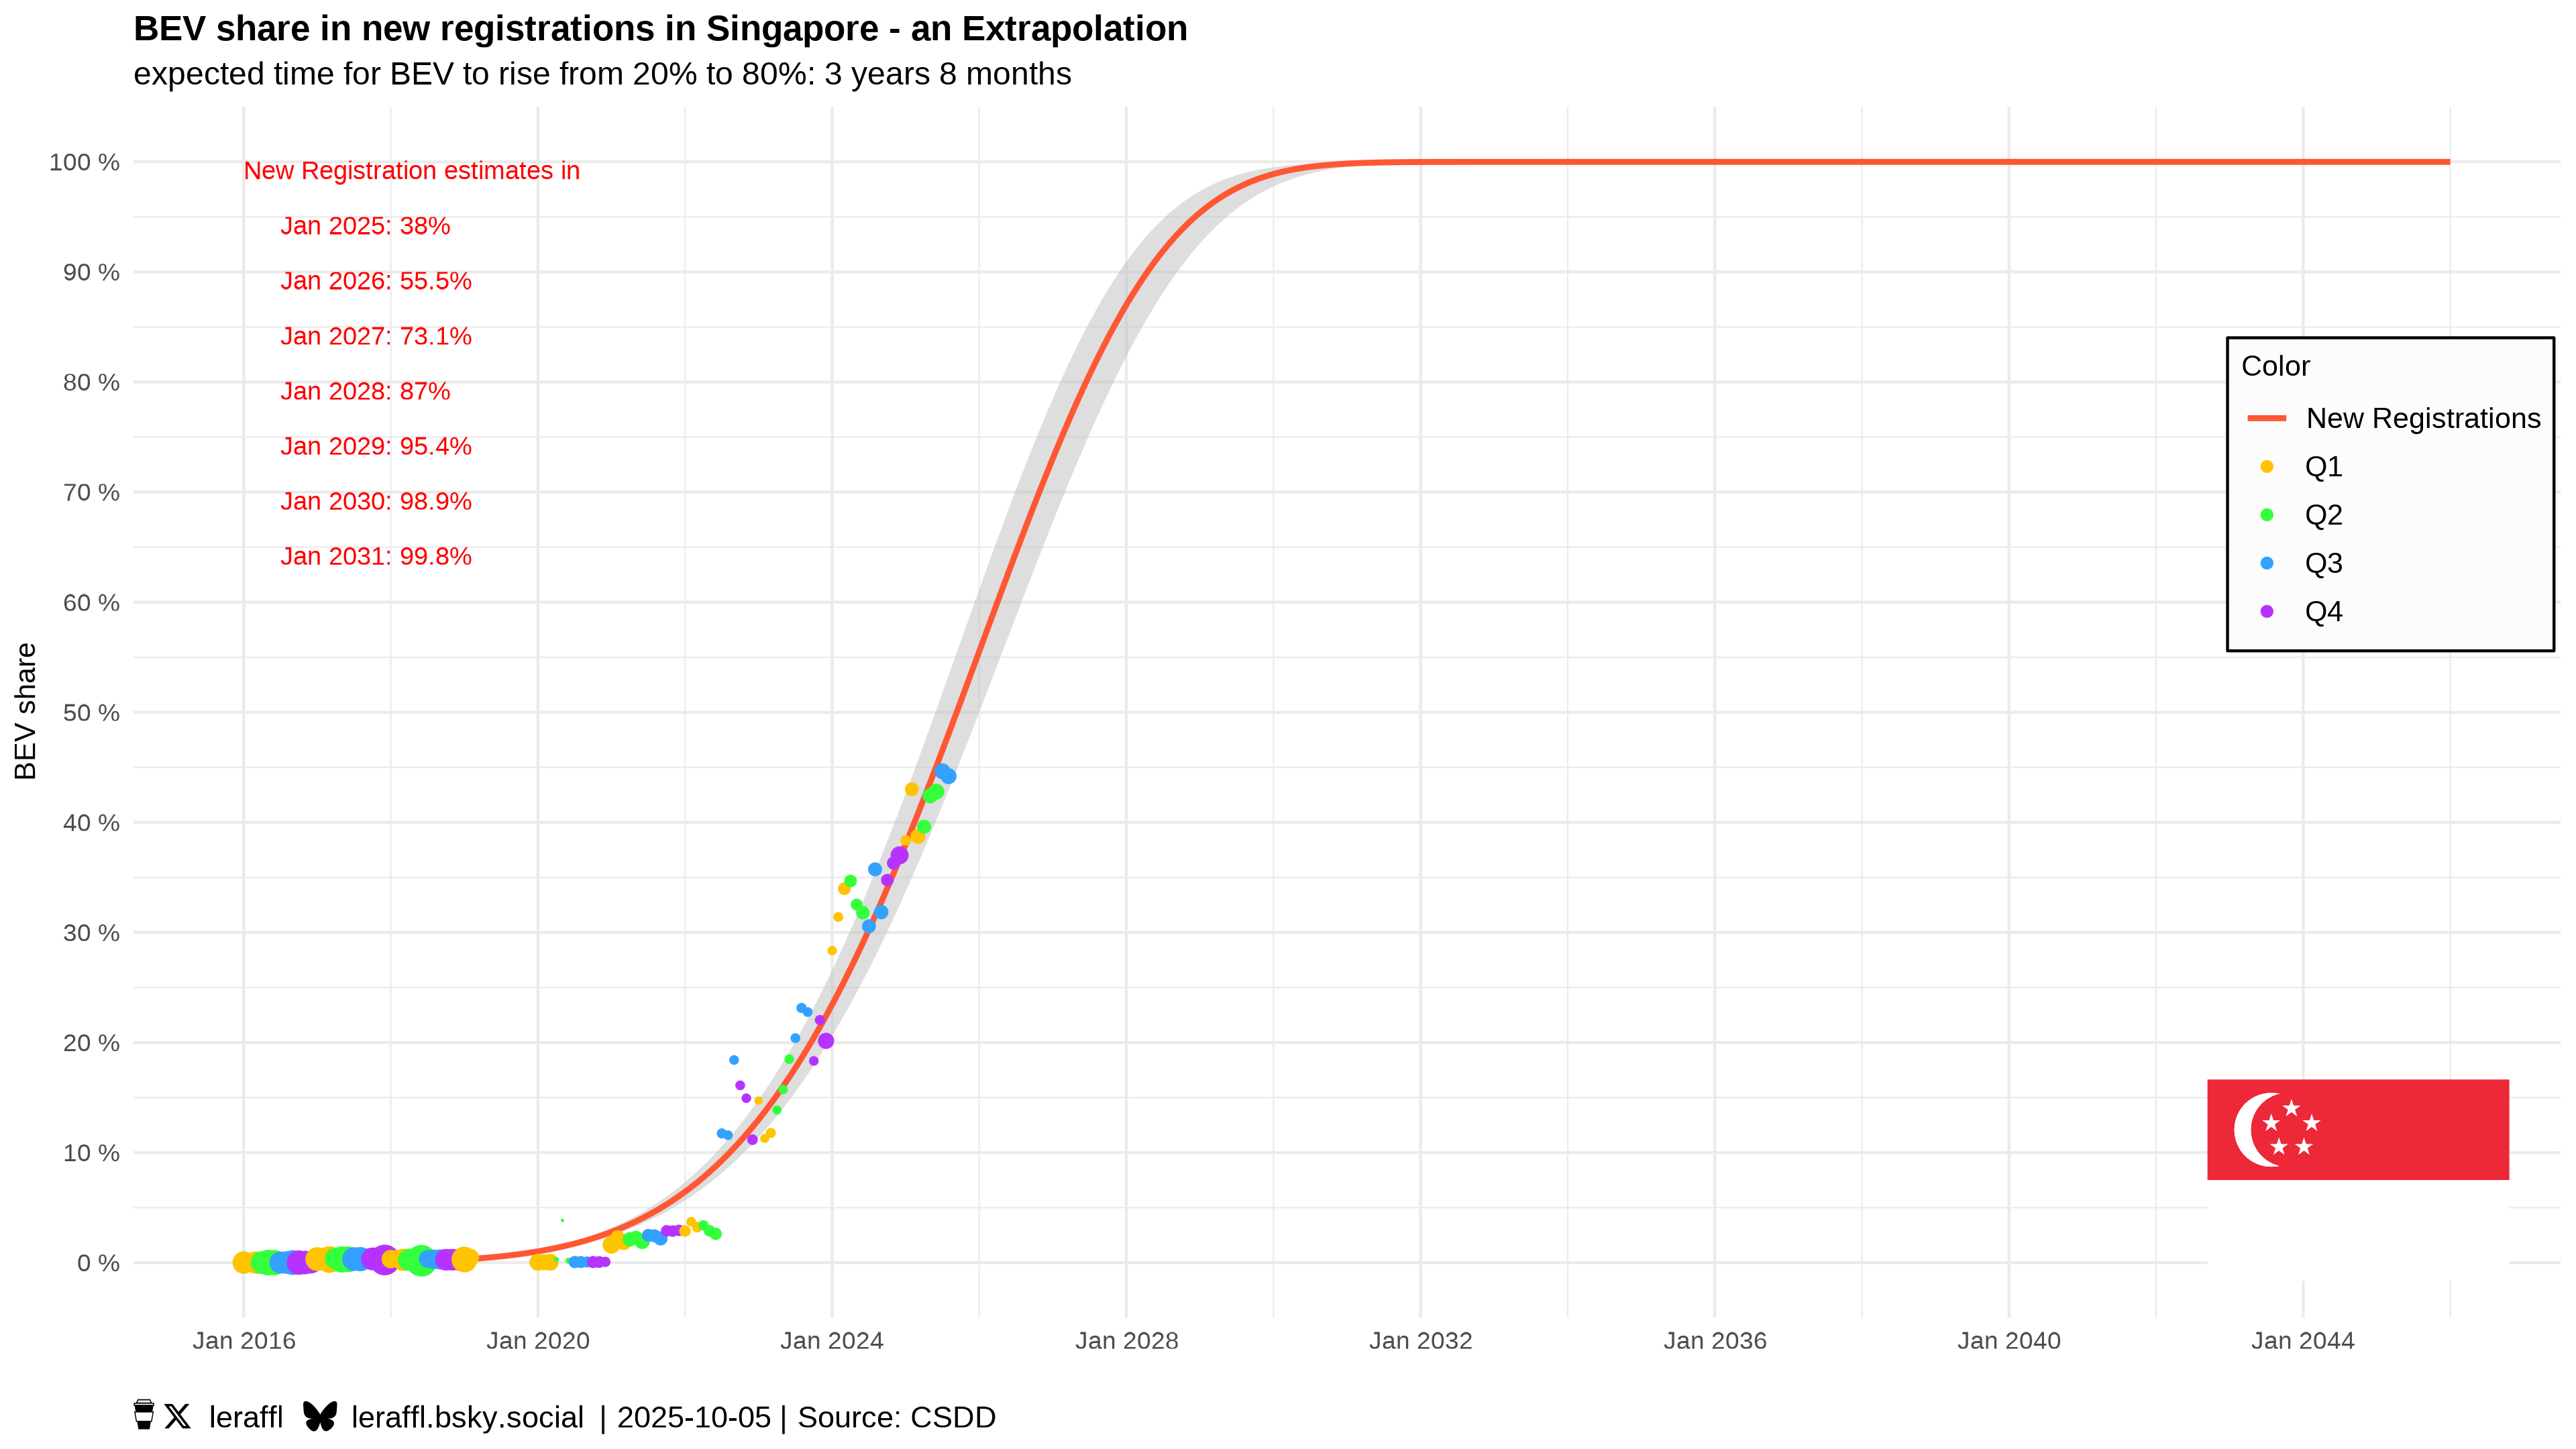 BEV share in new registrations in Singapore - an Extrapolation
expected time for BEV to rise from 20% to 80%: 3 years 8 months
New Registration estimates in
Jan 2025: 38%
Jan 2026: 55.5%
Jan 2027: 73.1%
Jan 2028: 87%
Jan 2029: 95.4%
Jan 2030: 98.9%
Jan 2031: 99.8%
BEV share
100 %
90 %
80 %
70 %
60 %
50 %
40 %
30 %
20 %
10 %
0 %
Color
New Registrations
Q1
Q2
Q3
Q4
Jan 2016 Jan 2020 Jan 2024 Jan 2028 Jan 2032 Jan 2036 Jan 2040 Jan 2044
leraffl leraffl.bsky.social | 2025-10-05 | Source: CSDD